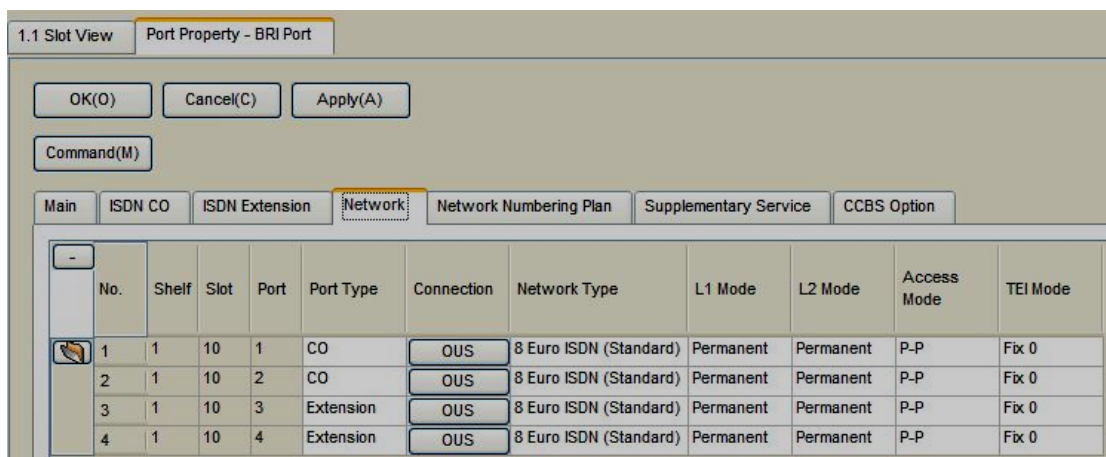 1.1 Slot View Port Property - BRI Port
OK(O) Cancel(C) Apply(A)
Command(M)
Main ISDN CO ISDN Extension Network Network Numbering Plan Supplementary Service CCBS Option
-
No. Shelf Slot Port Port Type Connection Network Type L1 Mode L2 Mode Access Mode TEI Mode
1 1 10 1 CO OUS 8 Euro ISDN (Standard) Permanent Permanent P-P Fix 0
2 1 10 2 CO OUS 8 Euro ISDN (Standard) Permanent Permanent P-P Fix 0
3 1 10 3 Extension OUS 8 Euro ISDN (Standard) Permanent Permanent P-P Fix 0
4 1 10 4 Extension OUS 8 Euro ISDN (Standard) Permanent Permanent P-P Fix 0